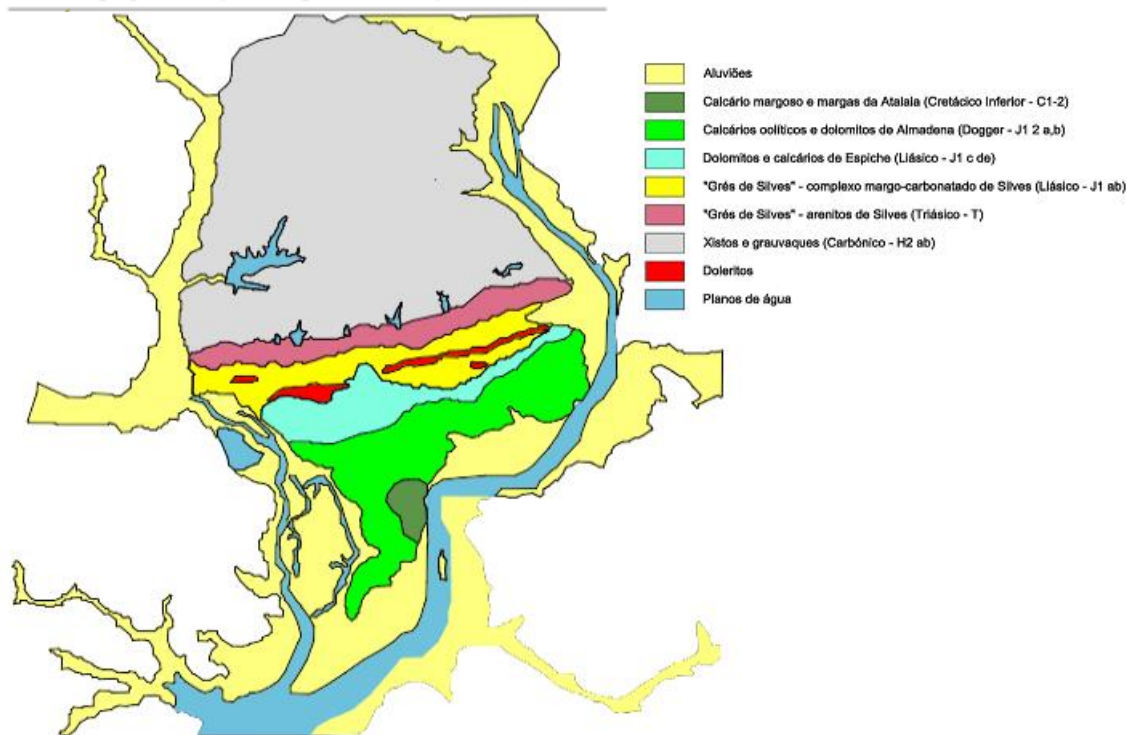 Aluviões
Calcário margoso e margas da Atalaia (Cretácico Inferior - C1-2)
Calcários oolíticos e dolomitos de Almadena (Dogger - J1 2 a,b)
Dolomitos e calcários de Espiche (Liásico - J1 c de)
"Grés de Silves" - complexo margo-carbonatado de Silves (Liásico - J1 ab)
"Grés de Silves" - arenitos de Silves (Triásico - T)
Xistos e grauvaques (Carbónico - H2 ab)
Doleritos
Planos de água